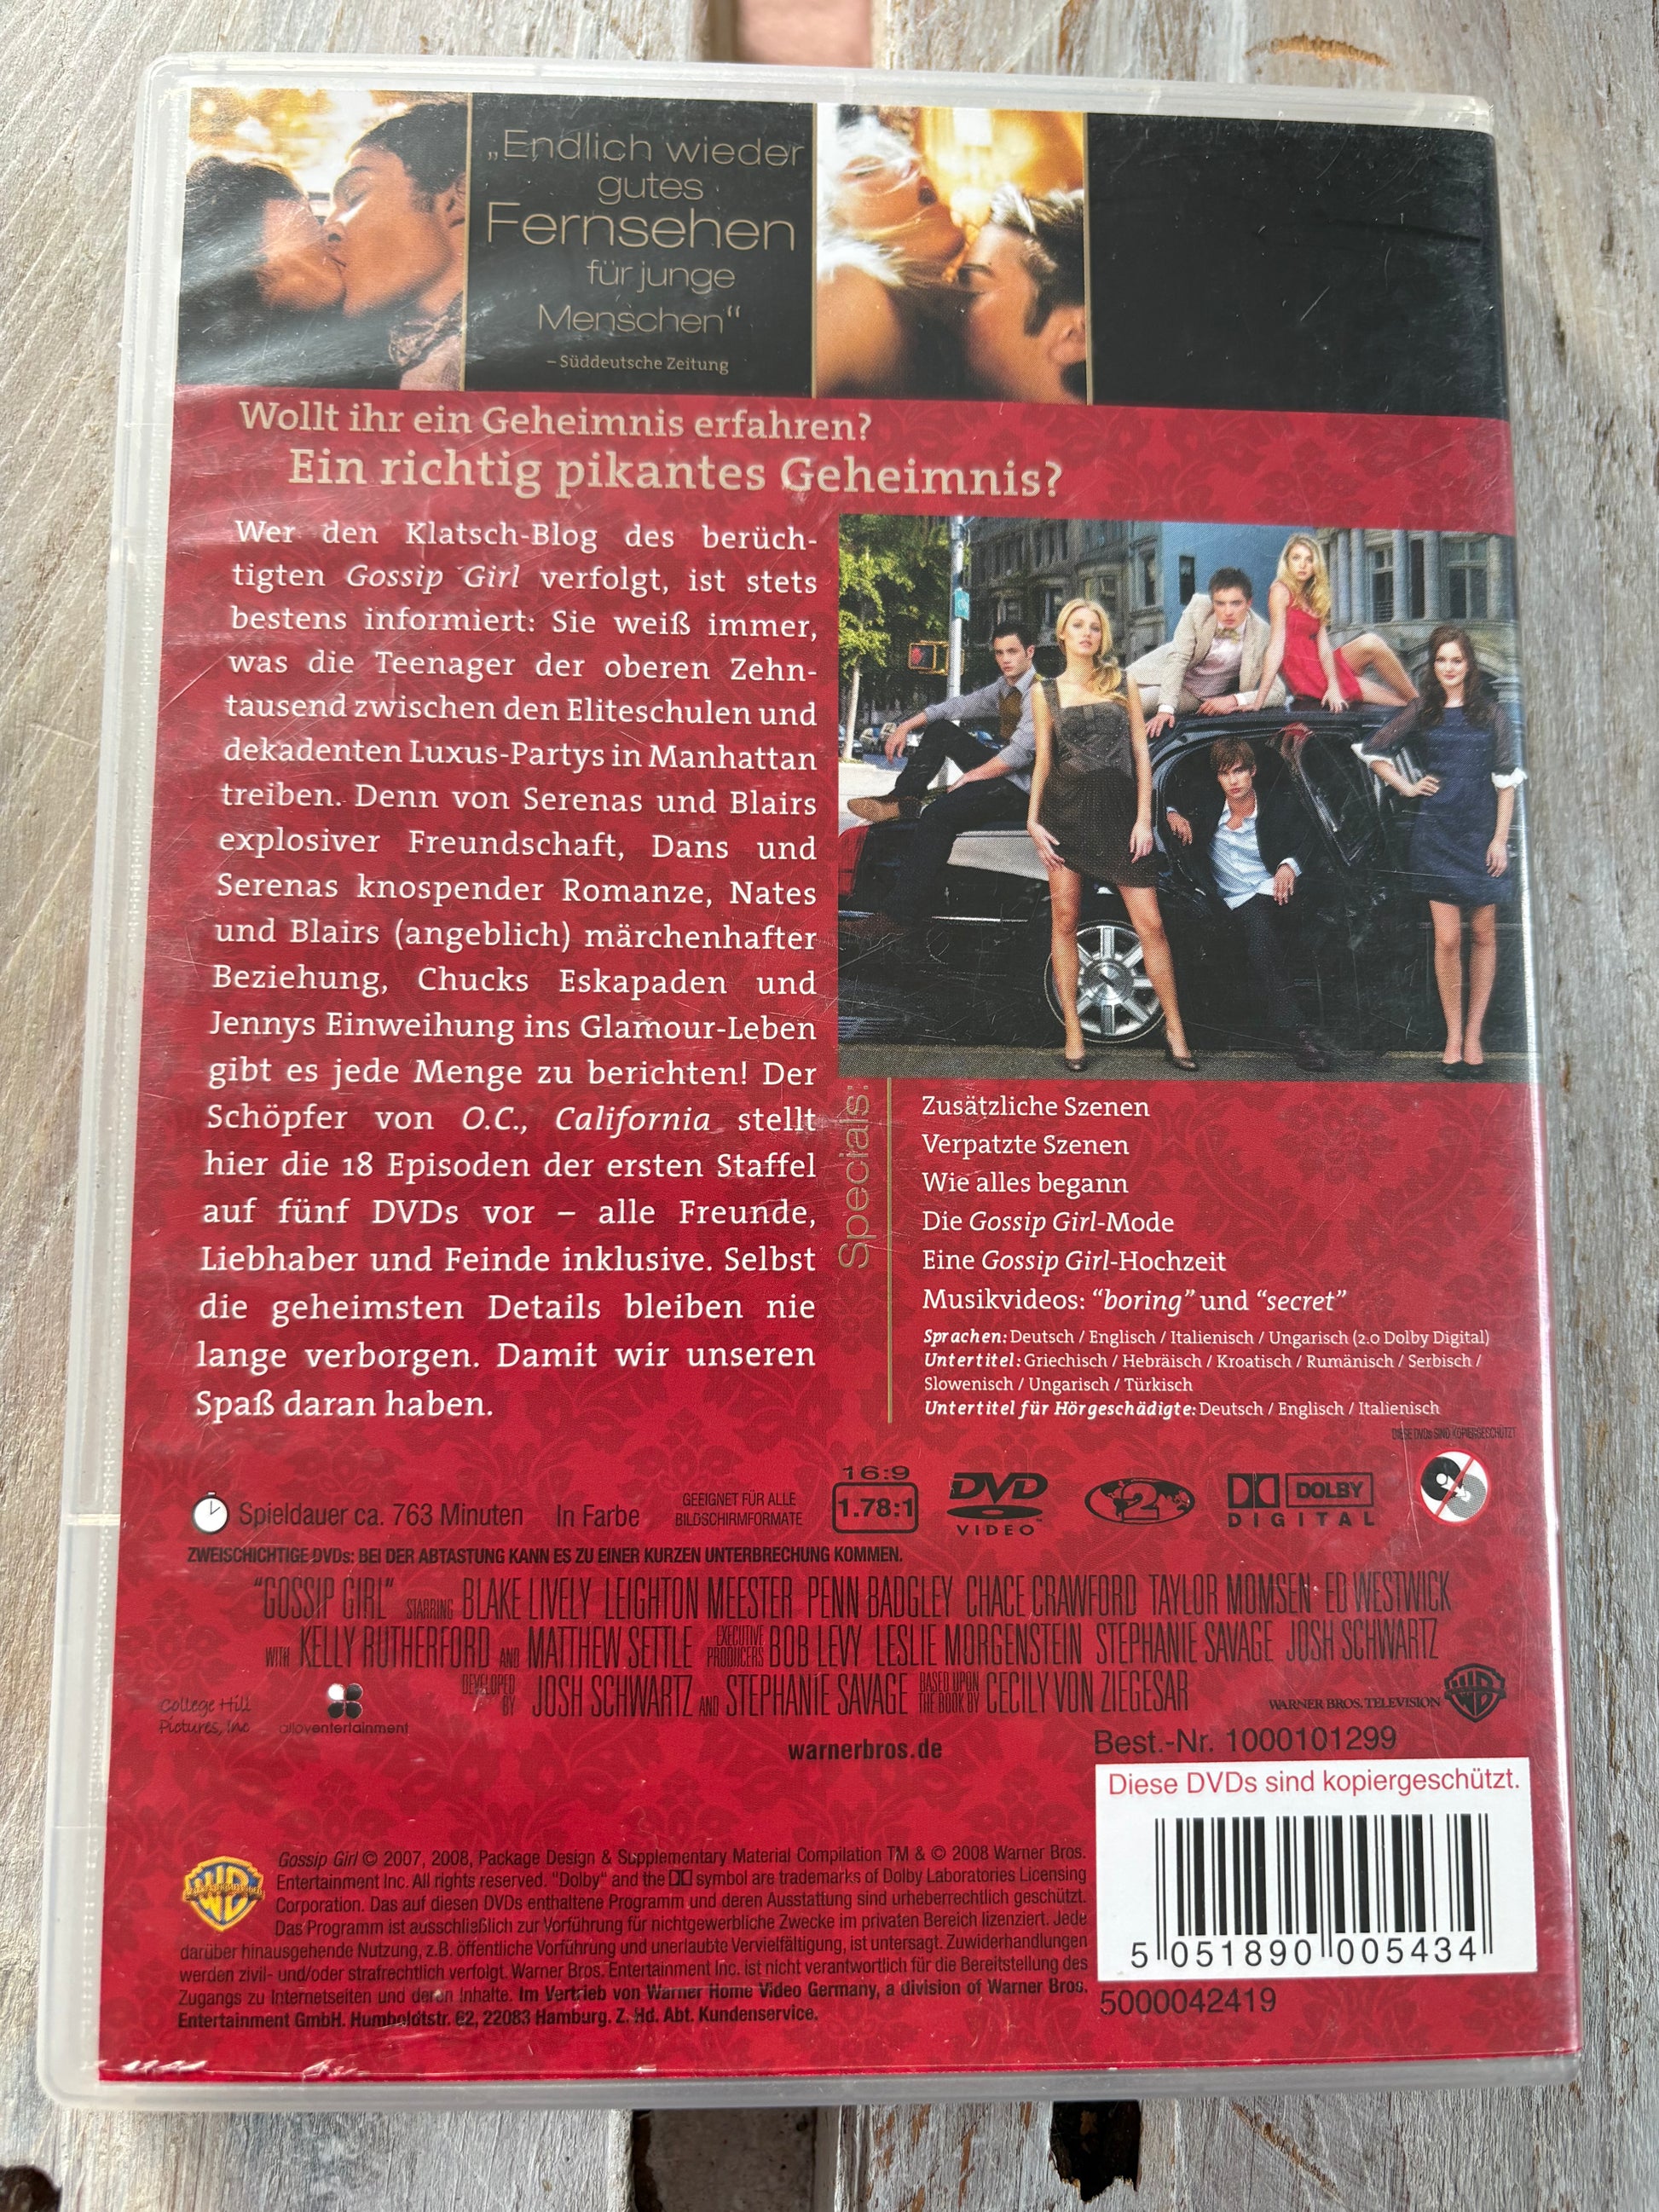 „Endlich wieder
gutes
Fernsehen
für junge
Menschen“
– Süddeutsche Zeitung
Wollt ihr ein Geheimnis erfahren?
Ein richtig pikantes Geheimnis?
Wer den Klatsch-Blog des berüch-
tigten Gossip Girl verfolgt, ist stets
bestens informiert: Sie weiß immer,
was die Teenager der oberen Zehn-
tausend zwischen den Eliteschulen und
dekadenten Luxus-Partys in Manhattan
treiben. Denn von Serenas und Blairs
explosiver Freundschaft, Dans und
Serenas knospender Romanze, Nates
und Blairs (angeblich) märchenhafter
Beziehung, Chucks Eskapaden und
Jennys Einweihung ins Glamour-Leben
gibt es jede Menge zu berichten! Der
Schöpfer von O.C., California stellt
hier die 18 Episoden der ersten Staffel
auf fünf DVDs vor – alle Freunde,
Liebhaber und Feinde inklusive. Selbst
die geheimsten Details bleiben nie
lange verborgen. Damit wir unseren
Spaß daran haben.
Specials:
Zusätzliche Szenen
Verpatzte Szenen
Wie alles begann
Die Gossip Girl-Mode
Eine Gossip Girl-Hochzeit
Musikvideos: “boring” und “secret”
Sprachen: Deutsch / Englisch / Italienisch / Ungarisch (2.0 Dolby Digital)
Untertitel: Griechisch / Hebräisch / Kroatisch / Rumänisch / Serbisch /
Slowenisch / Ungarisch / Türkisch
Untertitel für Hörgeschädigte: Deutsch / Englisch / Italienisch
DIESE DVDs SIND KOPIERGESCHÜTZT
Spieldauer ca. 763 Minuten
In Farbe
GEEIGNET FÜR ALLE
BILDSCHIRMFORMATE
16:9
1.78:1
DVD
VIDEO™
2
DOLBY
DIGITAL
ZWEISCHICHTIGE DVDs: BEI DER ABTASTUNG KANN ES ZU EINER KURZEN UNTERBRECHUNG KOMMEN.
“GOSSIP GIRL” STARRING BLAKE LIVELY LEIGHTON MEESTER PENN BADGLEY CHACE CRAWFORD TAYLOR MOMSEN ED WESTWICK
WITH KELLY RUTHERFORD AND MATTHEW SETTLE EXECUTIVE PRODUCERS BOB LEVY LESLIE MORGENSTEIN STEPHANIE SAVAGE JOSH SCHWARTZ
DEVELOPED BY JOSH SCHWARTZ AND STEPHANIE SAVAGE BASED UPON THE BOOK BY CECILY VON ZIEGESAR
College Hill
Pictures, Inc
alloyentertainment
WARNER BROS. TELEVISION
warnerbros.de
Best.-Nr. 1000101299
Diese DVDs sind kopiergeschützt.
5 051890 005434
5000042419
Gossip Girl © 2007, 2008, Package Design & Supplementary Material Compilation TM & © 2008 Warner Bros.
Entertainment Inc. All rights reserved. "Dolby" and the symbol are trademarks of Dolby Laboratories Licensing
Corporation. Das auf diesen DVDs enthaltene Programm und deren Ausstattung sind urheberrechtlich geschützt.
Das Programm ist ausschließlich zur Vorführung für nichtgewerbliche Zwecke im privaten Bereich lizenziert. Jede
darüber hinausgehende Nutzung, z.B. öffentliche Vorführung und unerlaubte Vervielfältigung, ist untersagt. Zuwiderhandlungen
werden zivil- und/oder strafrechtlich verfolgt. Warner Bros. Entertainment Inc. ist nicht verantwortlich für die Bereitstellung des
Zugangs zu Internetseiten und deren Inhalte. Im Vertrieb von Warner Home Video Germany, a division of Warner Bros.
Entertainment GmbH. Humboldtstr. 62, 22083 Hamburg. Z. Hd. Abt. Kundenservice.